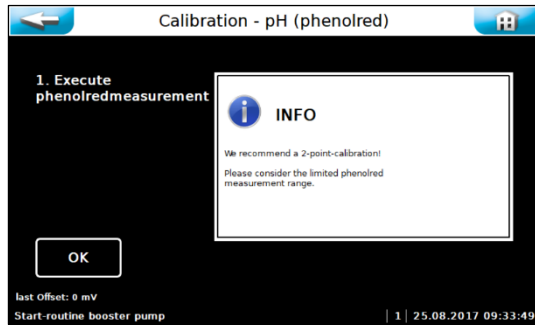 Calibration - pH (phenolred)
1. Execute
phenolredmeasurement
INFO
We recommend a 2-point-calibration!
Please consider the limited phenolred
measurement range.
OK
last Offset: 0 mV
Start-routine booster pump | 1 | 25.08.2017 09:33:49